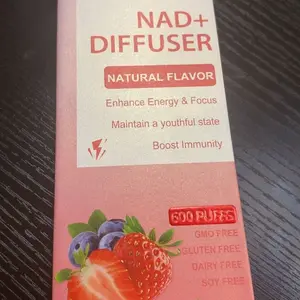 NAD+
DIFFUSER
NATURAL FLAVOR
Enhance Energy & Focus
Maintain a youthful state
Boost Immunity
600 PUFFS
GMO FREE
GLUTEN FREE
DAIRY FREE
SOY FREE